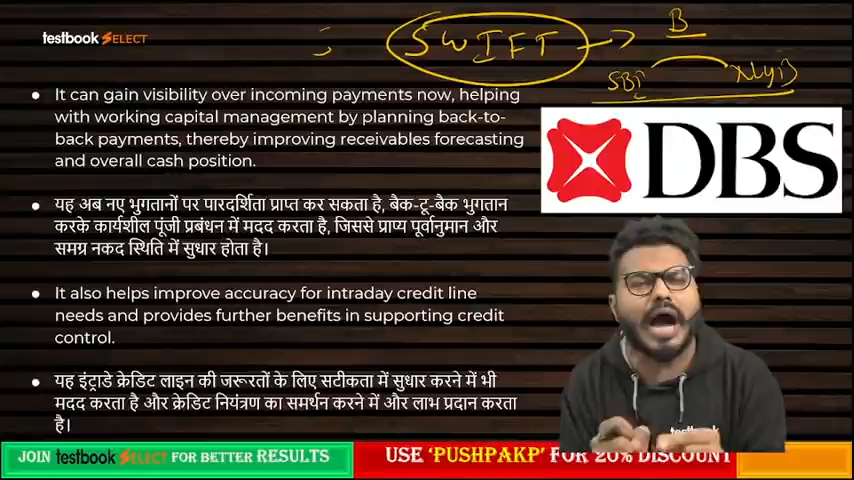 testbook SELECT
SWIFT
B
SBI
DBS
It can gain visibility over incoming payments now, helping
with working capital management by planning back-to-
back payments, thereby improving receivables forecasting
and overall cash position.
यह अब नए भुगतानों पर पारदर्शिता प्राप्त कर सकता है, बैक-टू-बैक भुगतान
करके कार्यशील पूंजी प्रबंधन में मदद करता है, जिससे प्राप्य पूर्वानुमान और
समग्र नकद स्थिति में सुधार होता है।
It also helps improve accuracy for intraday credit line
needs and provides further benefits in supporting credit
control.
यह इंट्राडे क्रेडिट लाइन की जरूरतों के लिए सटीकता में सुधार करने में भी
मदद करता है और क्रेडिट नियंत्रण का समर्थन करने में और लाभ प्रदान करता
है।
testbook
JOIN testbook SELECT FOR BETTER RESULTS
USE 'PUSHPAKP' FOR 20% DISCOUNT